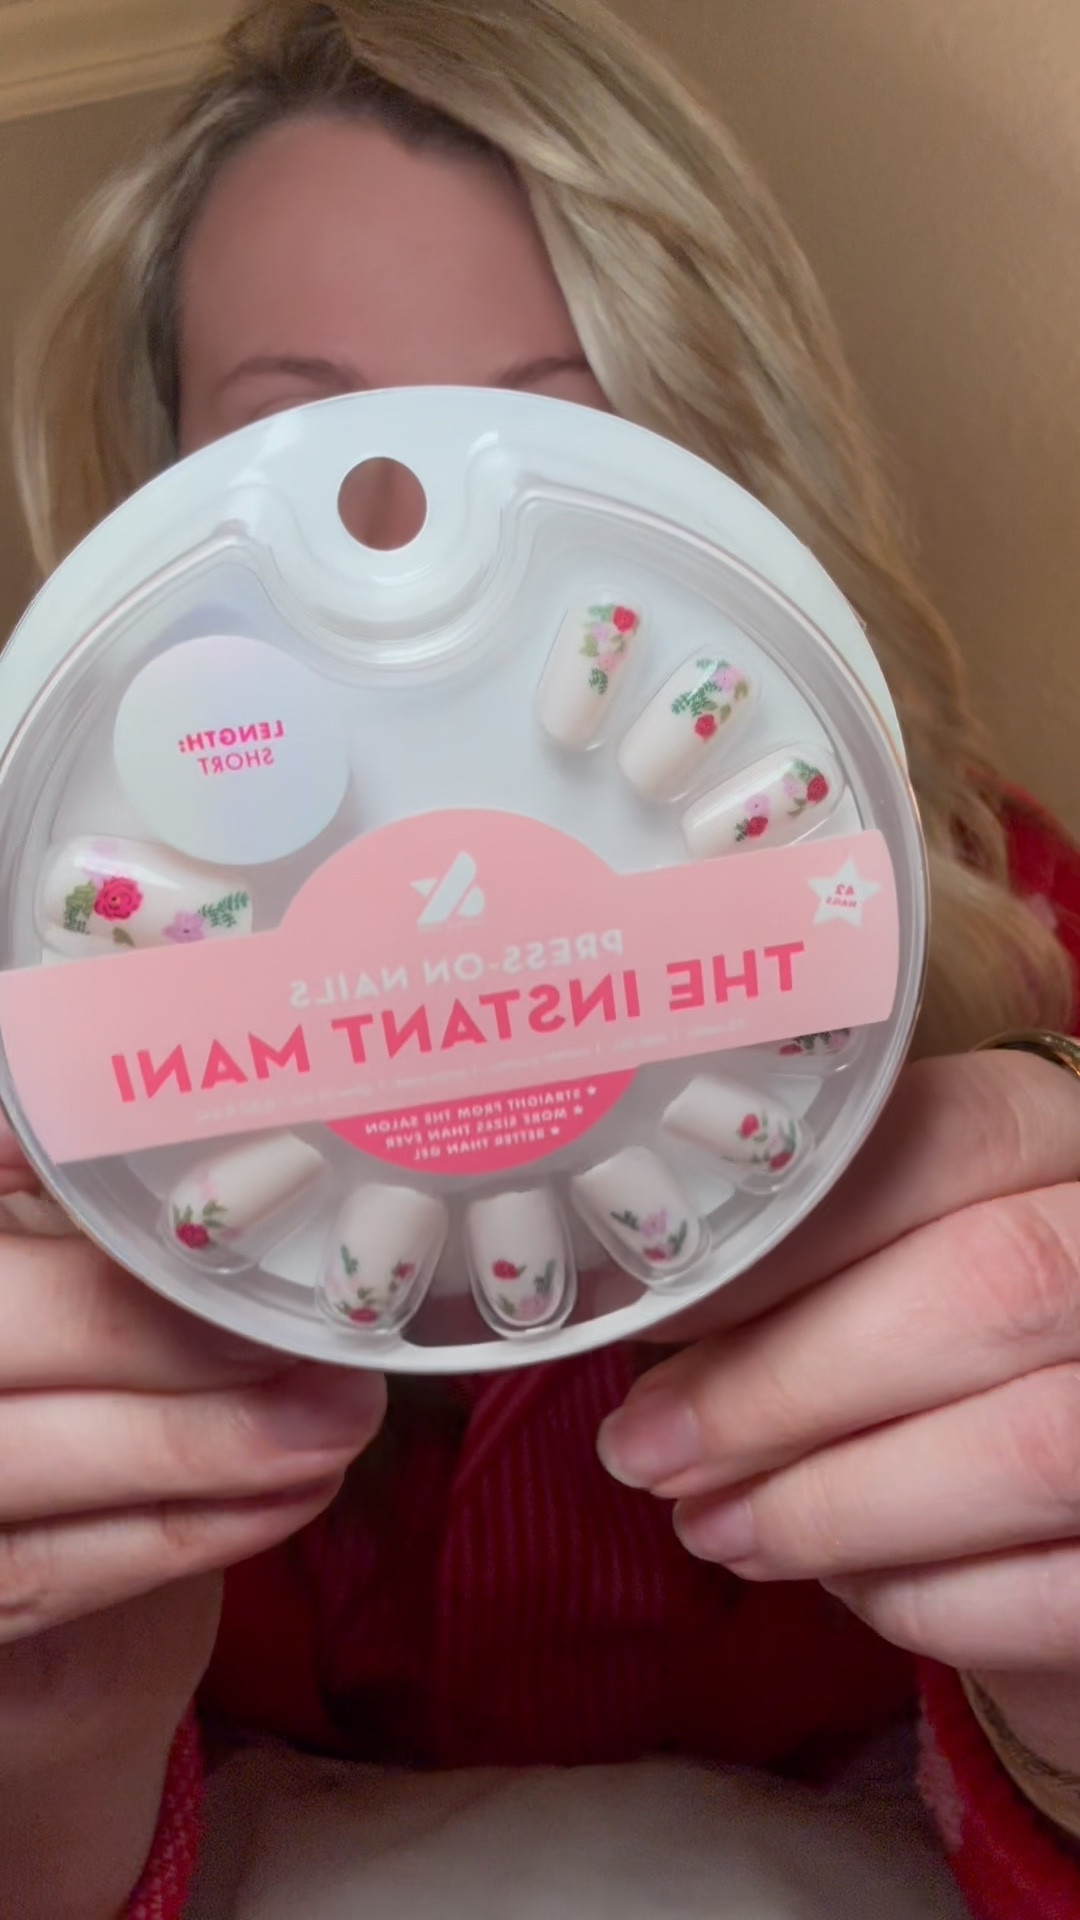 LENGTH:
SHORT
42
NAILS
PRESS-ON NAILS
THE INSTANT MANI
★ STRAIGHT FROM THE SALON
★ MORE SIZES THAN EVER
★ BETTER THAN GEL